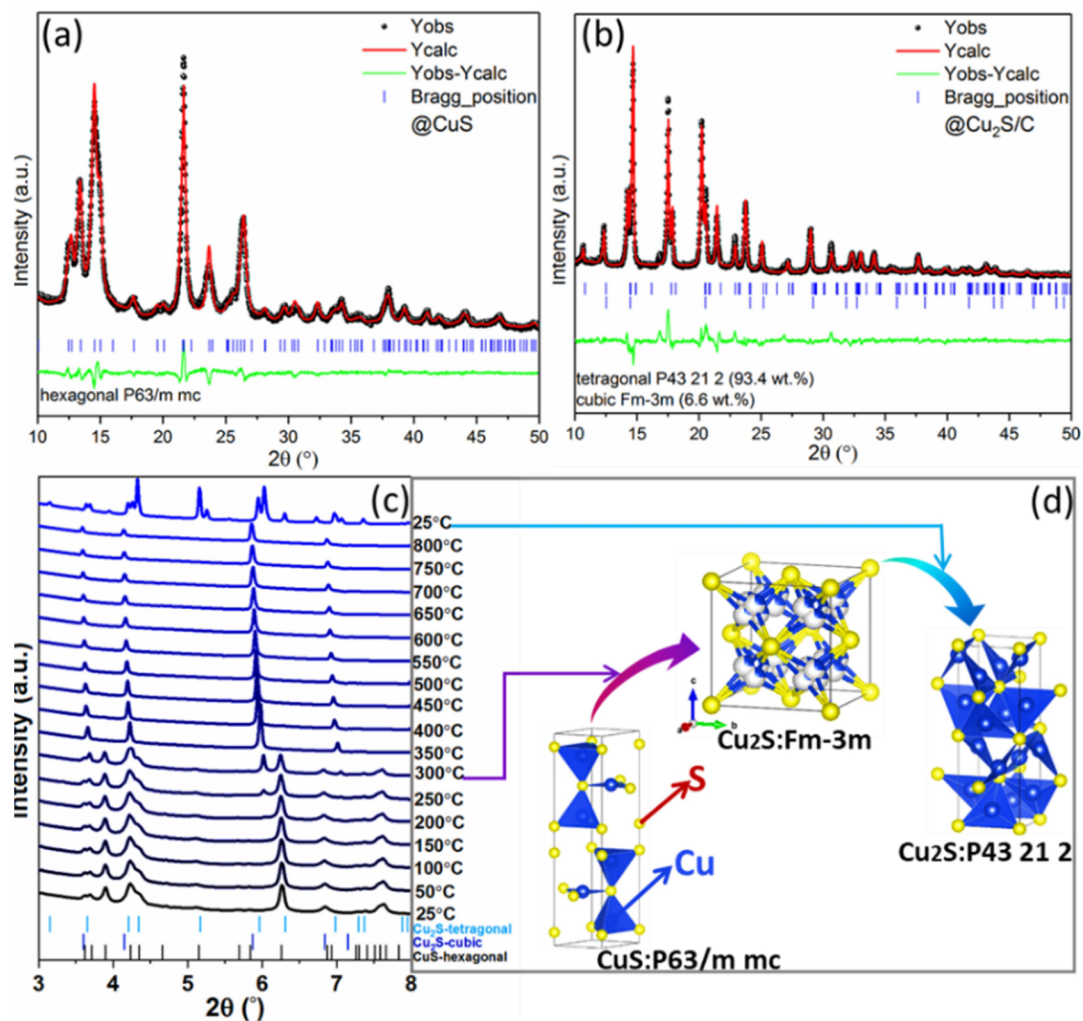 (a)
Yobs
Ycalc
Yobs-Ycalc
Bragg_position
@CuS
Intensity (a.u.)
hexagonal P63/m mc
10 15 20 25 30 35 40 45 50
2θ (°)
(b)
Yobs
Ycalc
Yobs-Ycalc
Bragg_position
@Cu₂S/C
Intensity (a.u.)
tetragonal P43 21 2 (93.4 wt.%)
cubic Fm-3m (6.6 wt.%)
10 15 20 25 30 35 40 45 50
2θ (°)
(c)
Intensity (a.u.)
25°C
800°C
750°C
700°C
650°C
600°C
550°C
500°C
450°C
400°C
350°C
300°C
250°C
200°C
150°C
100°C
50°C
25°C
Cu₂S-tetragonal
Cu₂S-cubic
CuS-hexagonal
3 4 5 6 7 8
2θ (°)
(d)
c
a
b
Cu₂S:Fm-3m
S
Cu
Cu₂S:P43 21 2
CuS:P63/m mc